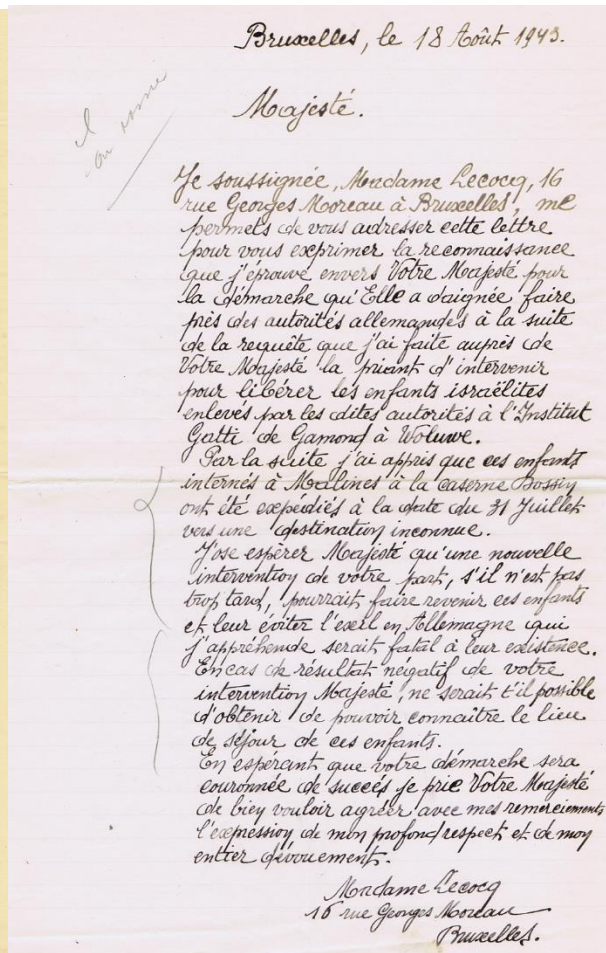 Bruxelles, le 18 Août 1943.
Majesté.
Je soussignée, Madame Lecocq, 16
rue Georges Moreau à Bruxelles, me
permets de vous adresser cette lettre
pour vous exprimer la reconnaissance
que j'éprouve envers Votre Majesté pour
la démarche qu'Elle a daignée faire
près des autorités allemandes à la suite
de la requête que j'ai faite auprès de
Votre Majesté la priant d'intervenir
pour libérer les enfants israëlites
enlevés par les dites autorités à l'Institut
Gatti de Gamond à Woluwe.
Par la suite j'ai appris que ces enfants
internés à Malines à la caserne Dossin
ont été expédiés à la date du 31 Juillet
vers une destination inconnue.
J'ose espérer Majesté qu'une nouvelle
intervention de votre part, s'il n'est pas
trop tard, pourrait faire revenir ces enfants
et leur éviter l'exil en Allemagne qui
j'appréhende serait fatal à leur existence.
En cas de résultat négatif de votre
intervention Majesté, ne serait t'il possible
d'obtenir de pouvoir connaître le lieu
de séjour de ces enfants.
En espérant que votre démarche sera
couronnée de succés je prie Votre Majesté
de bien vouloir agréer avec mes remerciements
l'expression de mon profond respect et de mon
entier dévouement.
Madame Lecocq
16 rue Georges Moreau
Bruxelles.